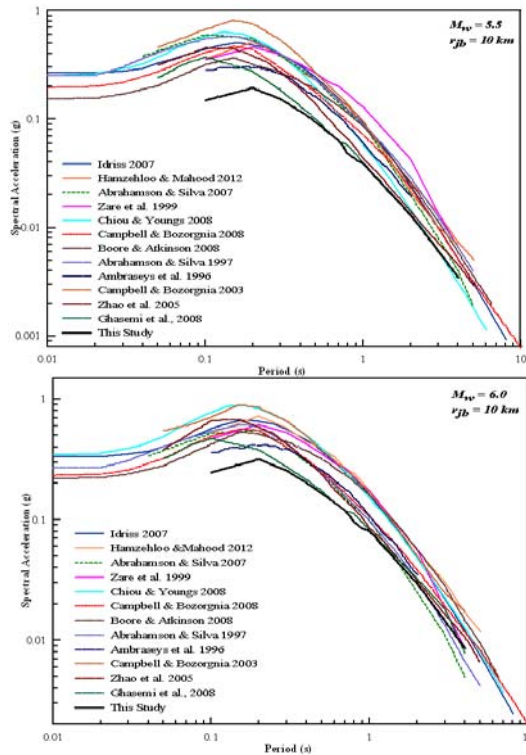 1
M_w = 5.5
r_jb = 10 km
0.1
Spectral Acceleration (g)
Idriss 2007
Hamzehloo & Mahood 2012
Abrahamson & Silva 2007
Zare et al. 1999
Chiou & Youngs 2008
Campbell & Bozorgnia 2008
Boore & Atkinson 2008
Abrahamson & Silva 1997
Ambraseys et al. 1996
Campbell & Bozorgnia 2003
Zhao et al. 2005
Ghasemi et al., 2008
This Study
0.01
0.001
0.01 0.1 1 10
Period (s)
1
M_w = 6.0
r_jb = 10 km
0.1
Spectral Acceleration (g)
Idriss 2007
Hamzehloo &Mahood 2012
Abrahamson & Silva 2007
Zare et al. 1999
Chiou & Youngs 2008
Campbell & Bozorgnia 2008
Boore & Atkinson 2008
Abrahamson & Silva 1997
Ambraseys et al. 1996
Campbell & Bozorgnia 2003
Zhao et al. 2005
Ghasemi et al., 2008
This Study
0.01
0.01 0.1 1
Period (s)